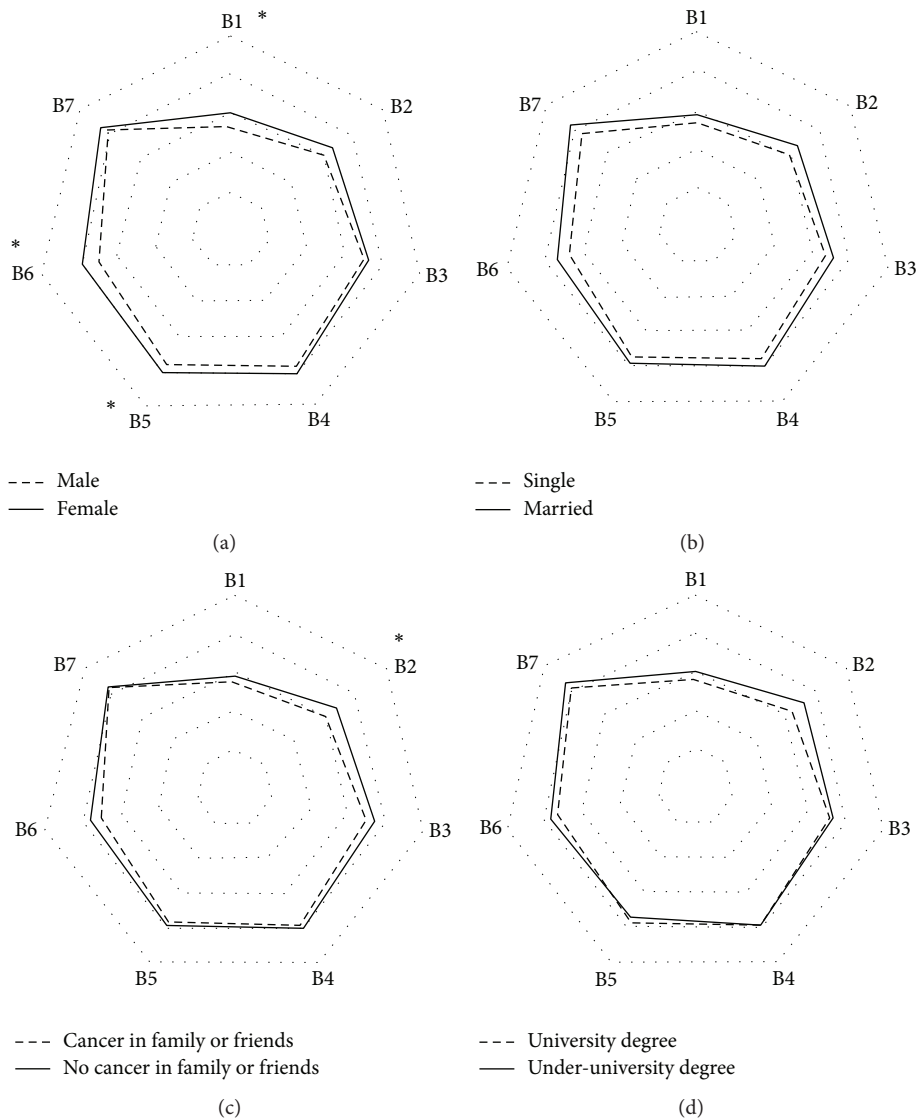 B1 *
B2
B7
B3
* B6
B4
* B5
Male
Female
(a)
B1
B2
B7
B3
B6
B4
B5
Single
Married
(b)
B1
*
B2
B7
B3
B6
B4
B5
Cancer in family or friends
No cancer in family or friends
(c)
B1
B2
B7
B3
B6
B4
B5
University degree
Under-university degree
(d)